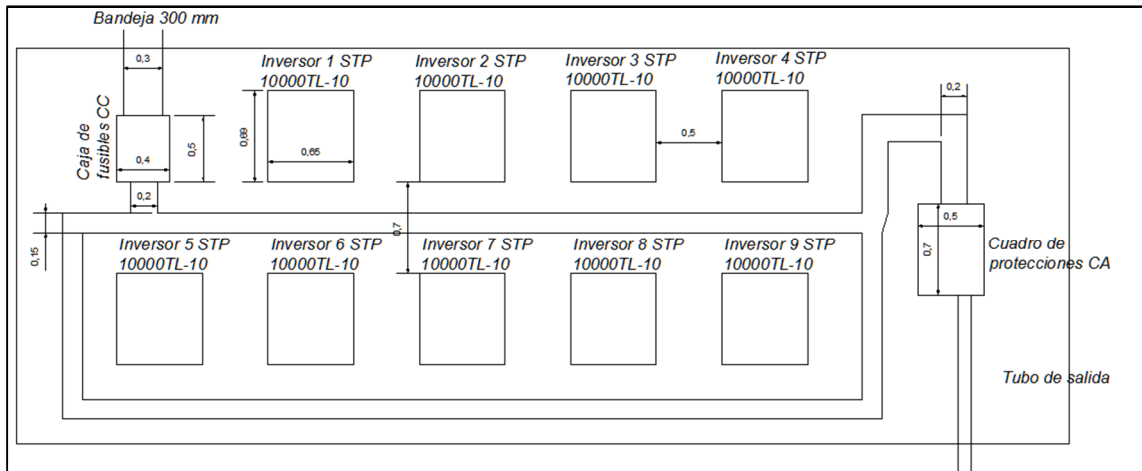 Bandeja 300 mm
0,3
Inversor 1 STP
10000TL-10
Inversor 2 STP
10000TL-10
Inversor 3 STP
10000TL-10
Inversor 4 STP
10000TL-10
Caja de
fusibles CC
0,4
0,5
0,69
0,65
0,5
0,2
0,2
0,15
0,7
Inversor 5 STP
10000TL-10
Inversor 6 STP
10000TL-10
Inversor 7 STP
10000TL-10
Inversor 8 STP
10000TL-10
Inversor 9 STP
10000TL-10
0,5
0,7
Cuadro de
protecciones CA
Tubo de salida